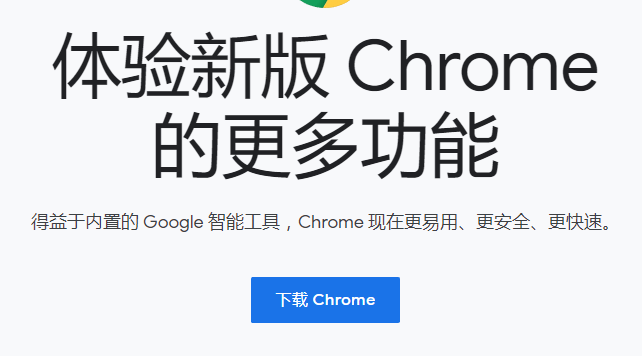 体验新版 Chrome
的更多功能
得益于内置的 Google 智能工具，Chrome 现在更易用、更安全、更快速。
下载 Chrome